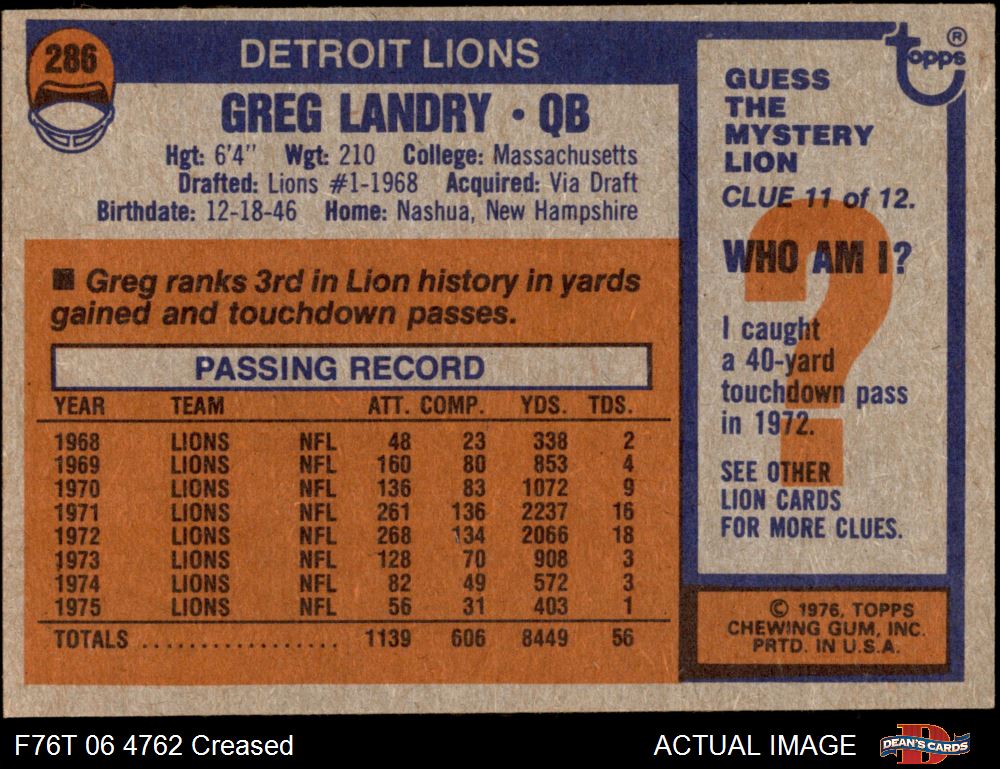 286
DETROIT LIONS
GREG LANDRY • QB
Hgt: 6'4" Wgt: 210 College: Massachusetts
Drafted: Lions #1-1968 Acquired: Via Draft
Birthdate: 12-18-46 Home: Nashua, New Hampshire
■ Greg ranks 3rd in Lion history in yards
gained and touchdown passes.
PASSING RECORD
YEAR TEAM ATT. COMP. YDS. TDS.
1968 LIONS NFL 48 23 338 2
1969 LIONS NFL 160 80 853 4
1970 LIONS NFL 136 83 1072 9
1971 LIONS NFL 261 136 2237 16
1972 LIONS NFL 268 134 2066 18
1973 LIONS NFL 128 70 908 3
1974 LIONS NFL 82 49 572 3
1975 LIONS NFL 56 31 403 1
TOTALS .................. 1139 606 8449 56
topps ®
GUESS
THE
MYSTERY
LION
CLUE 11 of 12.
WHO AM I?
?
I caught
a 40-yard
touchdown pass
in 1972.
SEE OTHER
LION CARDS
FOR MORE CLUES.
© 1976, TOPPS
CHEWING GUM, INC.
PRTD. IN U.S.A.
F76T 06 4762 Creased
ACTUAL IMAGE
D
DEAN'S CARDS